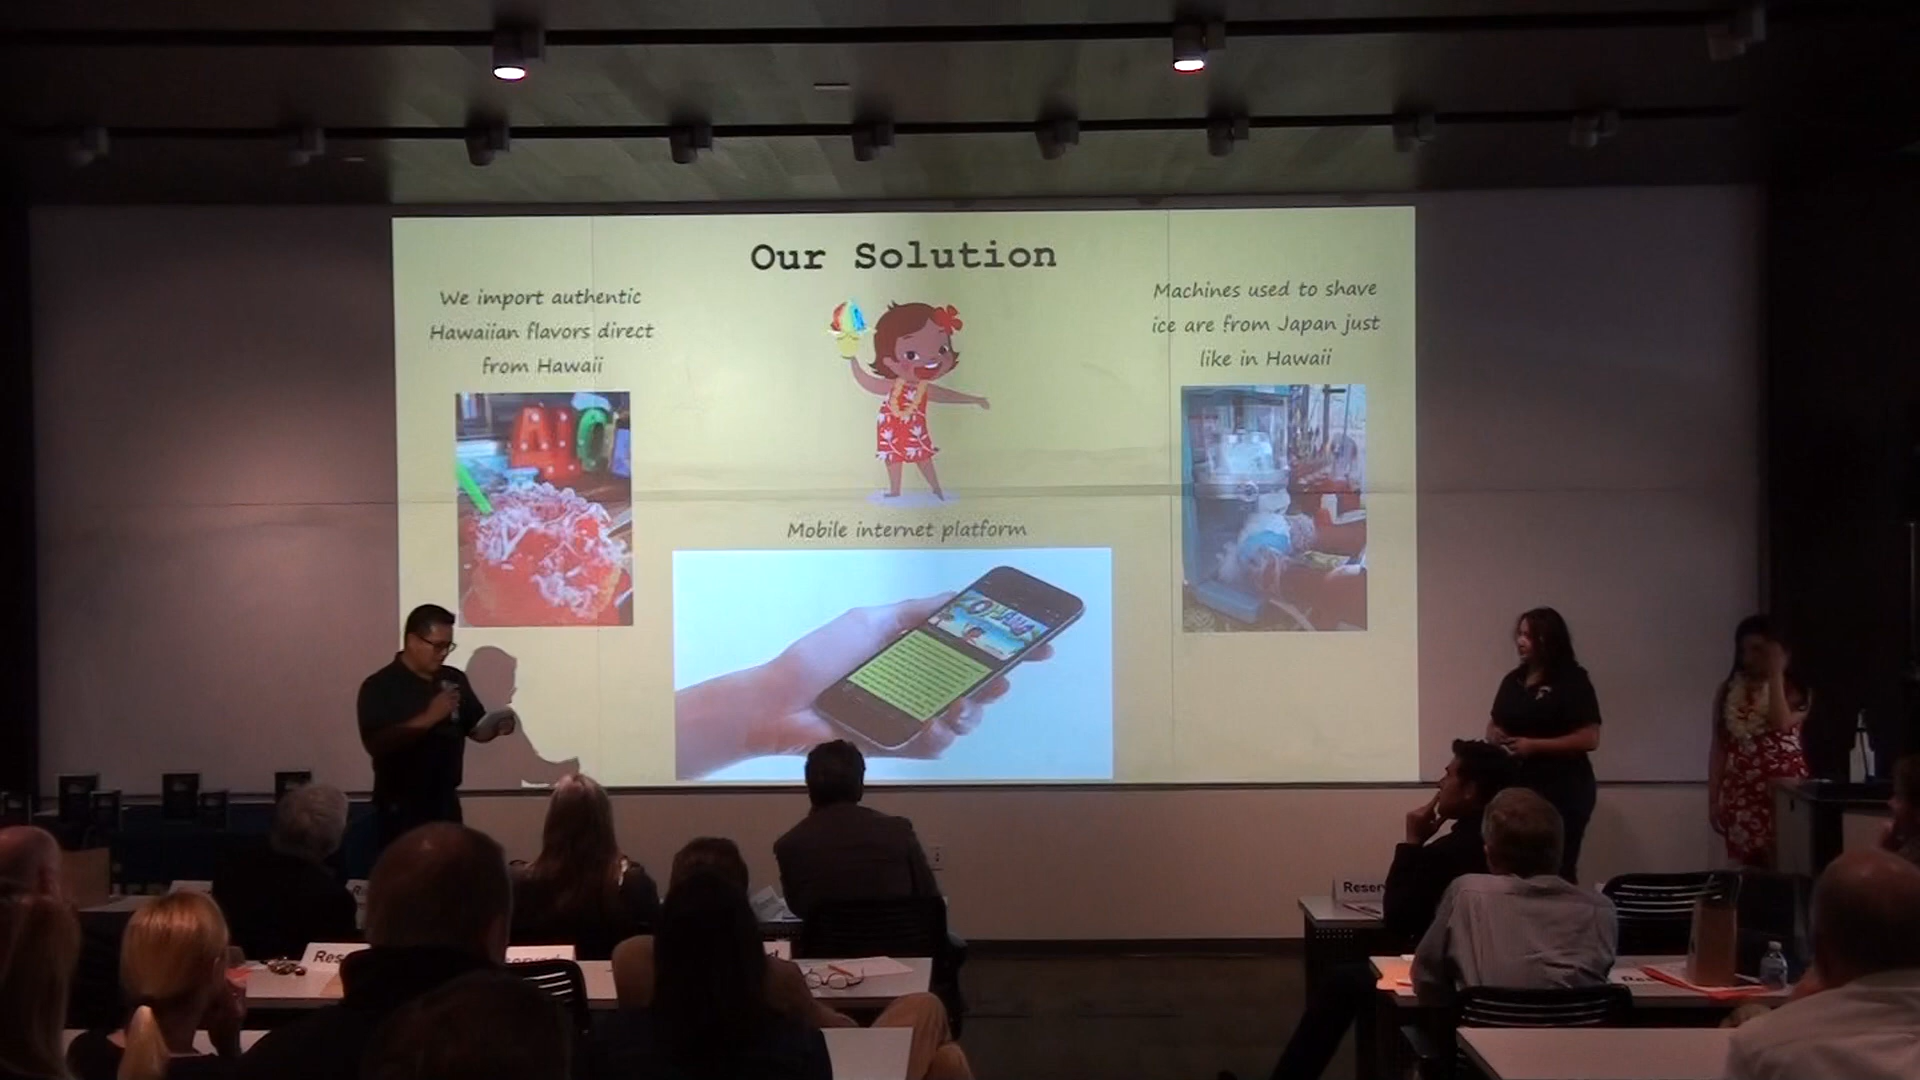 Our Solution
We import authentic
Hawaiian flavors direct
from Hawaii
Machines used to shave
ice are from Japan just
like in Hawaii
Mobile internet platform